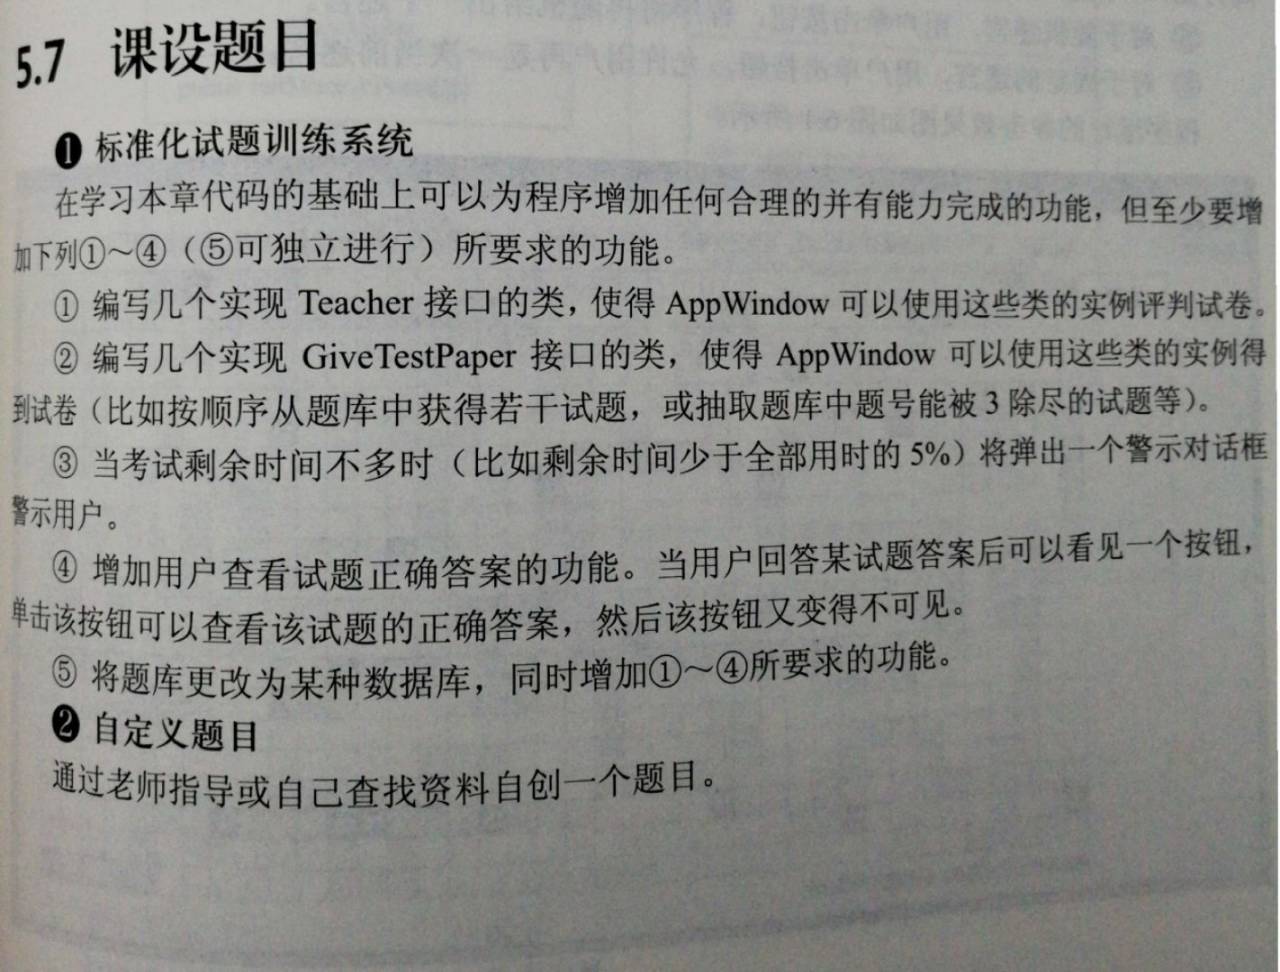 5.7 课设题目
❶ 标准化试题训练系统
在学习本章代码的基础上可以为程序增加任何合理的并有能力完成的功能，但至少要增
加下列①～④（⑤可独立进行）所要求的功能。
① 编写几个实现 Teacher 接口的类，使得 AppWindow 可以使用这些类的实例评判试卷。
② 编写几个实现 GiveTestPaper 接口的类，使得 AppWindow 可以使用这些类的实例得
到试卷（比如按顺序从题库中获得若干试题，或抽取题库中题号能被 3 除尽的试题等）。
③ 当考试剩余时间不多时（比如剩余时间少于全部用时的 5%）将弹出一个警示对话框
警示用户。
④ 增加用户查看试题正确答案的功能。当用户回答某试题答案后可以看见一个按钮，
单击该按钮可以查看该试题的正确答案，然后该按钮又变得不可见。
⑤ 将题库更改为某种数据库，同时增加①～④所要求的功能。
❷ 自定义题目
通过老师指导或自己查找资料自创一个题目。